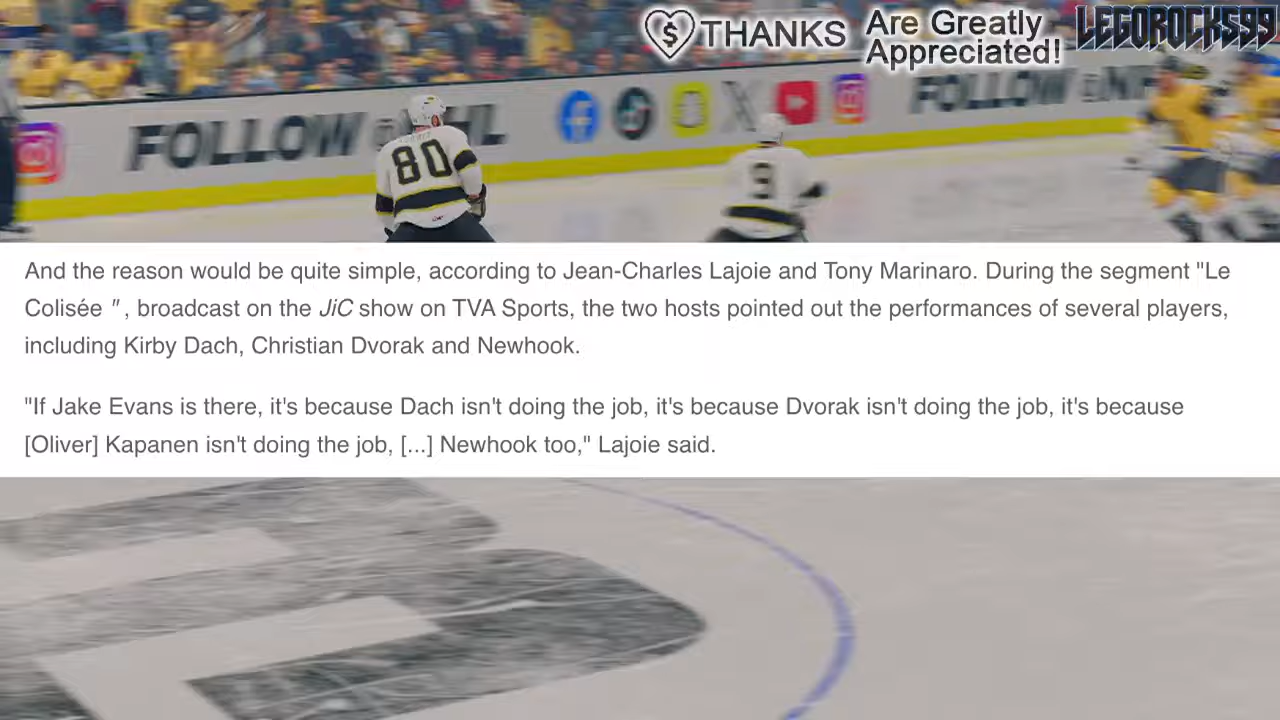 THANKS Are Greatly
Appreciated!
LEGOROCKS99
FOLLOW @NHL
FOLLOW @NH
80
9
And the reason would be quite simple, according to Jean-Charles Lajoie and Tony Marinaro. During the segment "Le
Colisée ", broadcast on the JiC show on TVA Sports, the two hosts pointed out the performances of several players,
including Kirby Dach, Christian Dvorak and Newhook.
"If Jake Evans is there, it's because Dach isn't doing the job, it's because Dvorak isn't doing the job, it's because
[Oliver] Kapanen isn't doing the job, [...] Newhook too," Lajoie said.